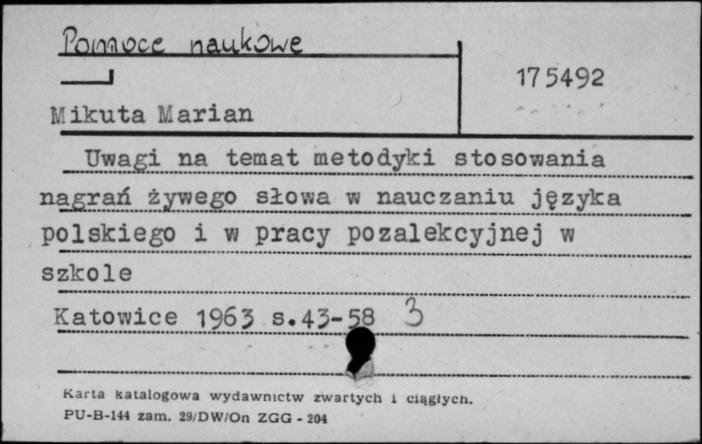 Pomoce naukowe
175492
Mikuta Marian
Uwagi na temat metodyki stosowania
nagrań żywego słowa w nauczaniu języka
polskiego i w pracy pozalekcyjnej w
szkole
Katowice 1963 s.43-58 3
Karta katalogowa wydawnictw zwartych i ciągłych.
PU-B-144 zam. 29/DW/On ZGG - 204